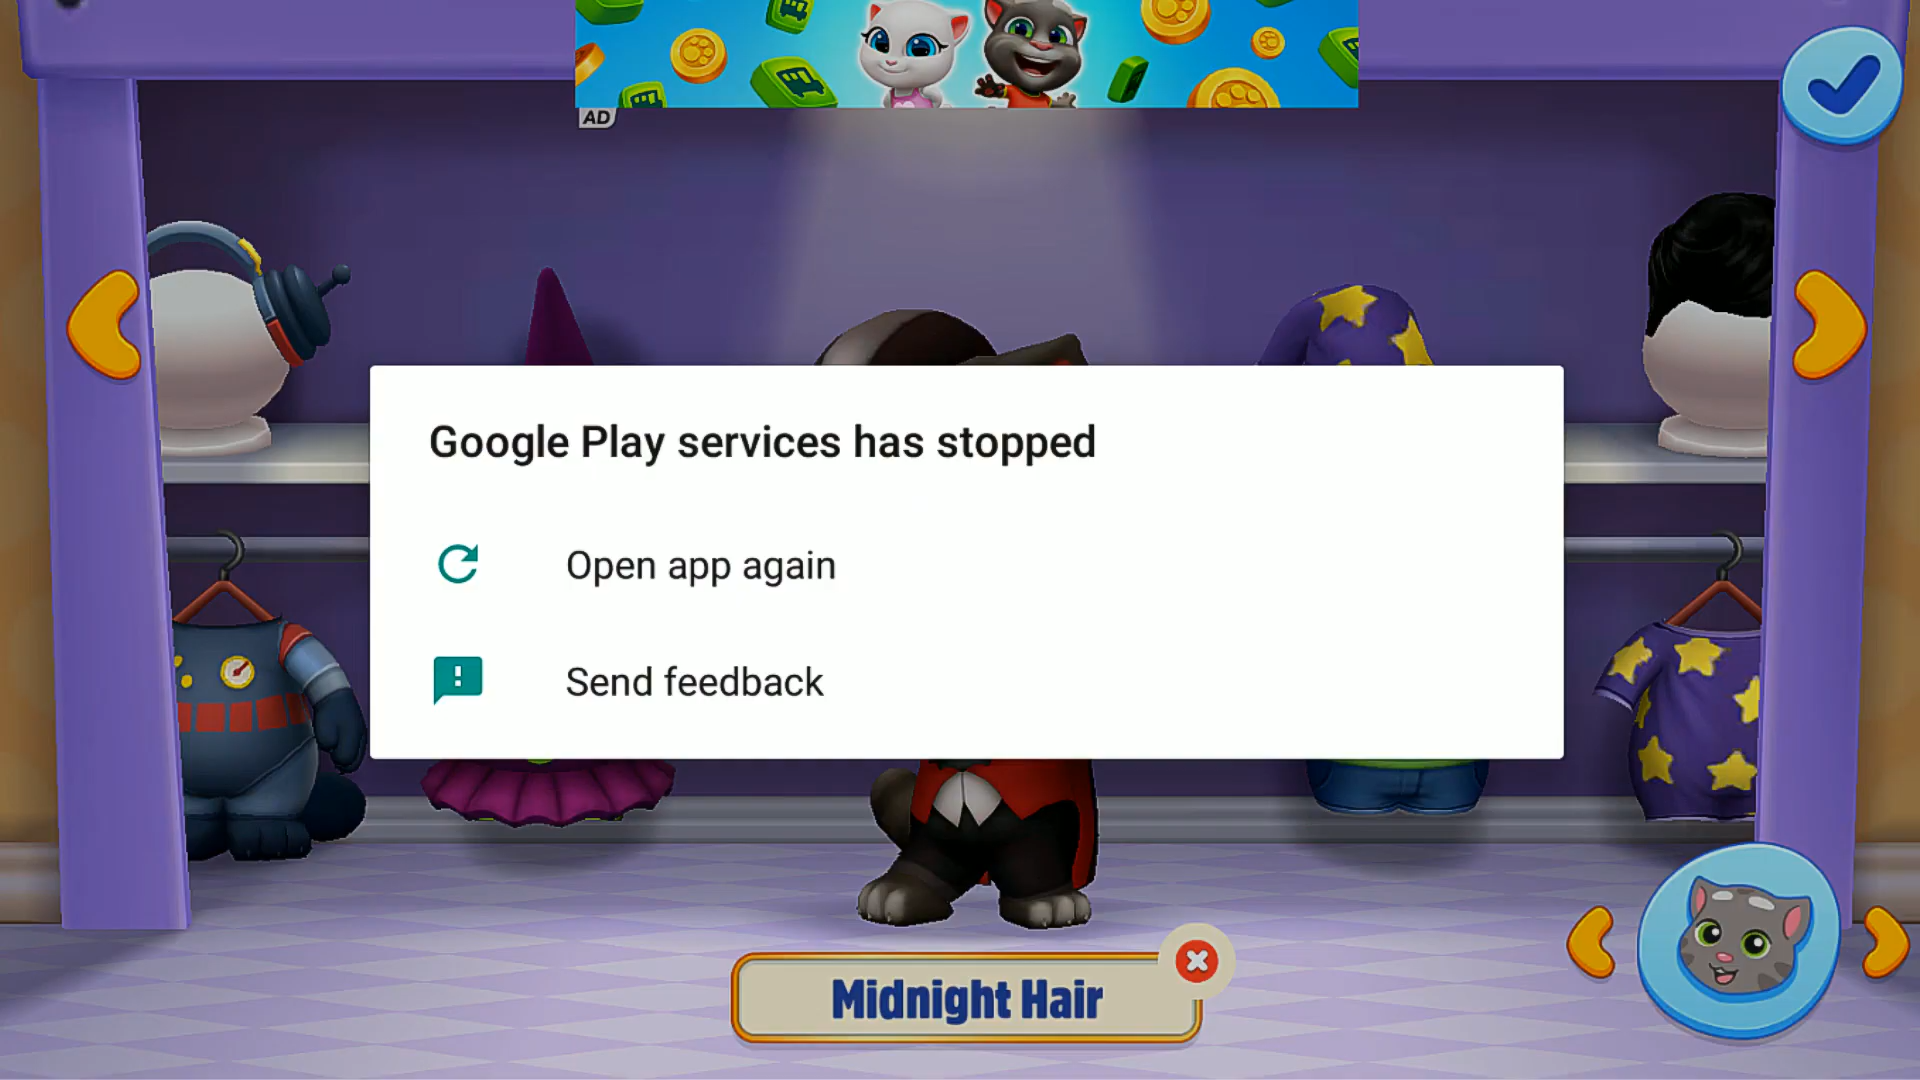 AD
Google Play services has stopped
Open app again
Send feedback
Midnight Hair